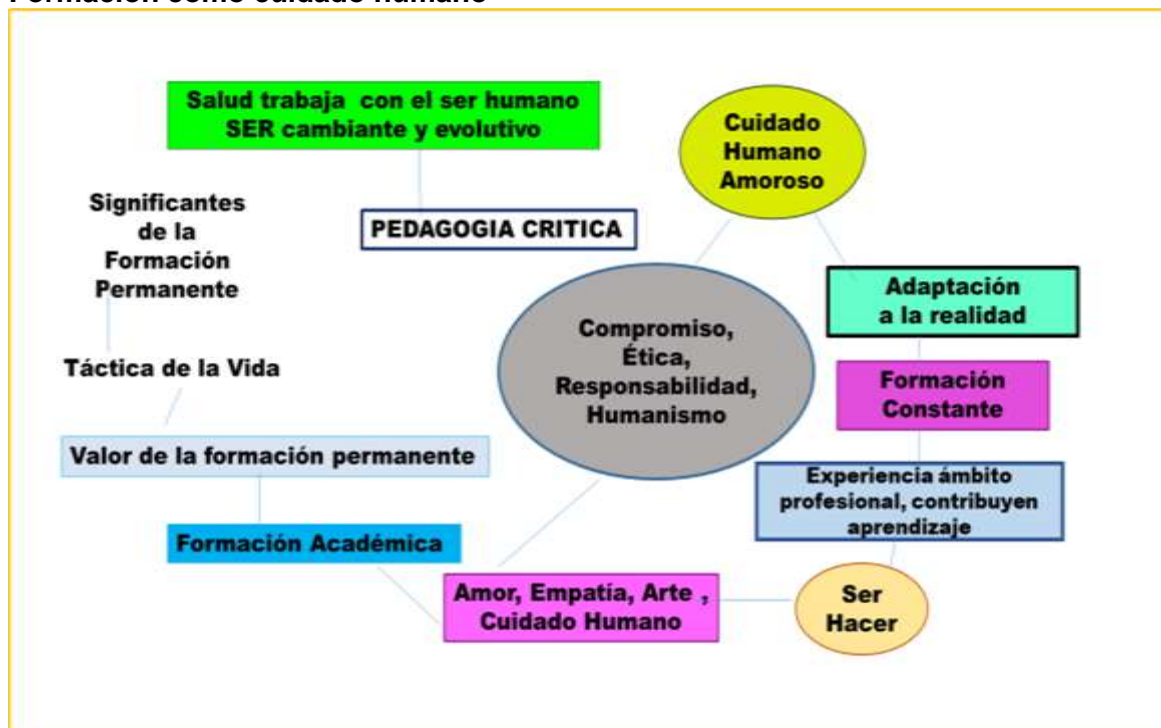 Formación como cuidado humano
Salud trabaja con el ser humano
SER cambiante y evolutivo
Cuidado
Humano
Amoroso
Significantes
de la
Formación
Permanente
PEDAGOGIA CRITICA
Adaptación
a la realidad
Compromiso,
Ética,
Responsabilidad,
Humanismo
Táctica de la Vida
Formación
Constante
Valor de la formación permanente
Experiencia ámbito
profesional, contribuyen
aprendizaje
Formación Académica
Amor, Empatía, Arte ,
Cuidado Humano
Ser
Hacer